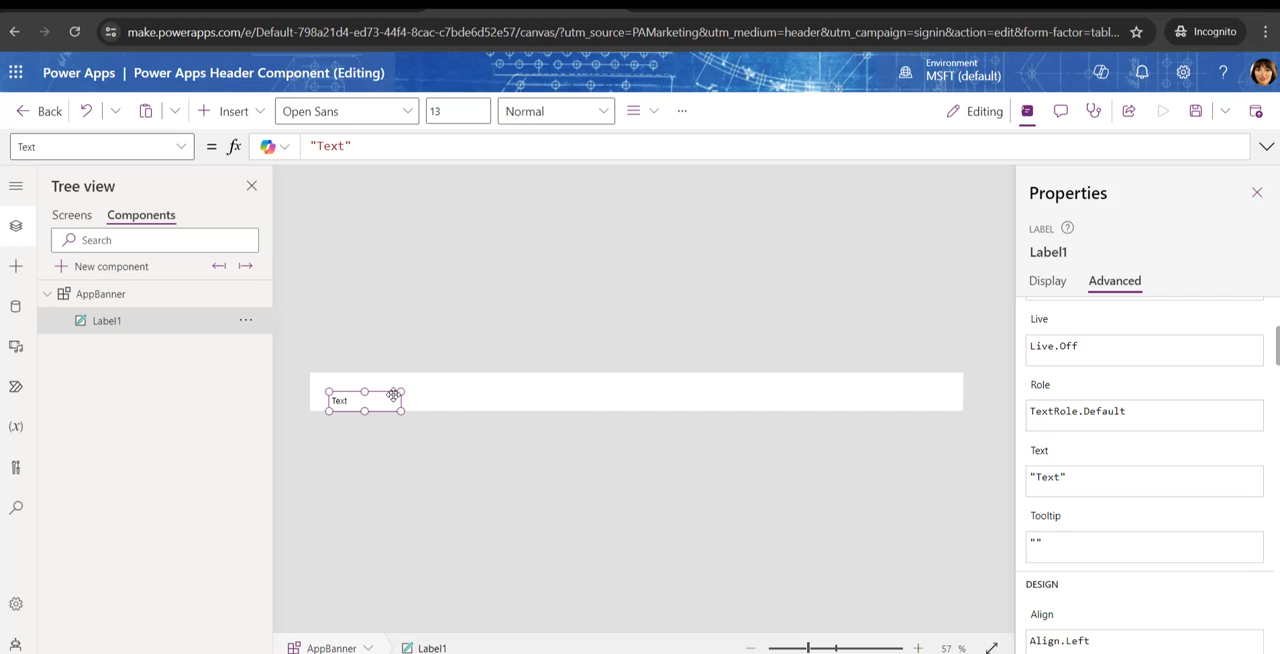 make.powerapps.com/e/Default-798a21d4-ed73-44f4-8cac-c7bde6d52e57/canvas/?utm_source=PAMarketing&utm_medium=header&utm_campaign=signin&action=edit&form-factor=tabl...
Incognito
Power Apps | Power Apps Header Component (Editing)
Environment
MSFT (default)
Back
Insert
Open Sans
13
Normal
Editing
Text
= fx
"Text"
Tree view
Screens
Components
Search
New component
AppBanner
Label1
Text
Properties
LABEL
Label1
Display
Advanced
Live
Live.Off
Role
TextRole.Default
Text
"Text"
Tooltip
""
DESIGN
Align
Align.Left
AppBanner
Label1
57 %